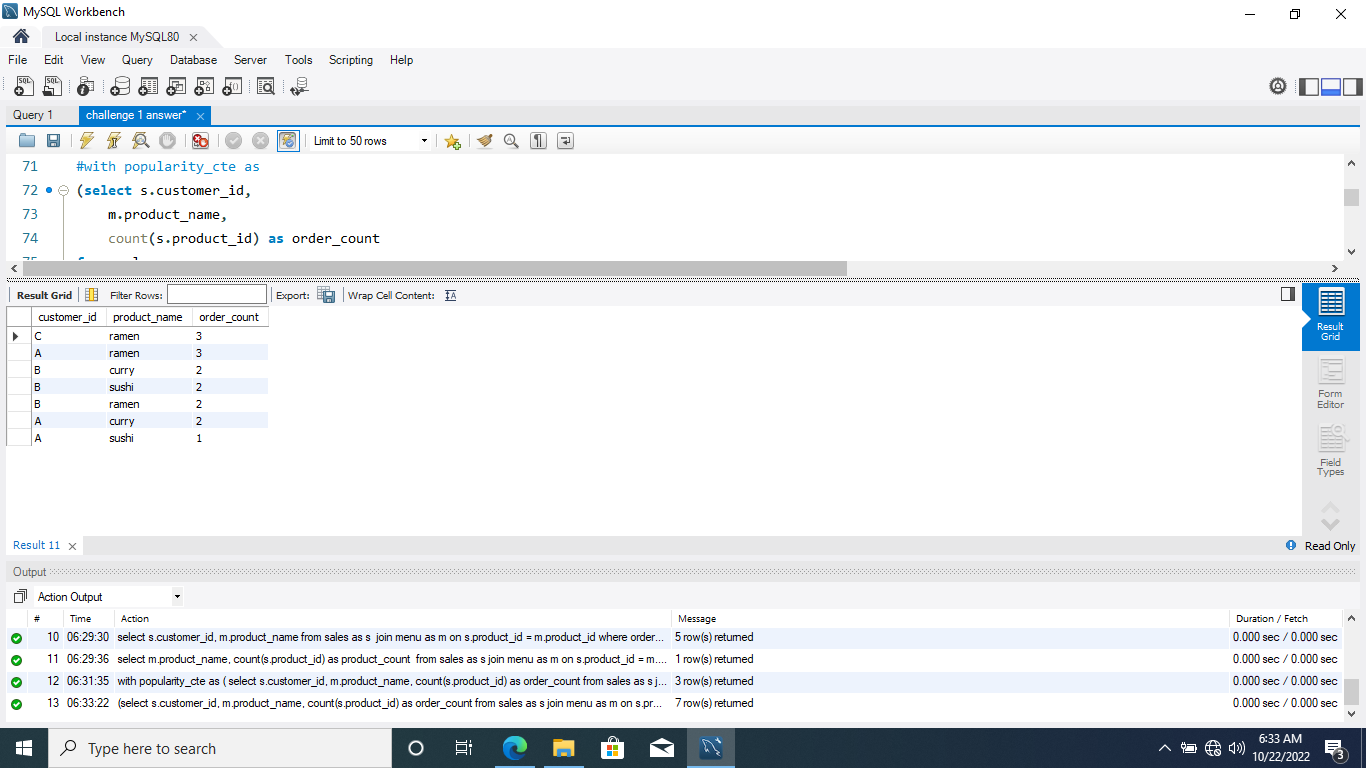 MySQL Workbench
Local instance MySQL80
File Edit View Query Database Server Tools Scripting Help
Query 1 challenge 1 answer*
Limit to 50 rows
71 #with popularity_cte as
72 (select s.customer_id,
73 m.product_name,
74 count(s.product_id) as order_count
Result Grid Filter Rows: Export: Wrap Cell Content:
customer_id product_name order_count
C ramen 3
A ramen 3
B curry 2
B sushi 2
B ramen 2
A curry 2
A sushi 1
Result Grid
Form Editor
Field Types
Result 11
Read Only
Output
Action Output
# Time Action Message Duration / Fetch
10 06:29:30 select s.customer_id, m.product_name from sales as s join menu as m on s.product_id = m.product_id where order... 5 row(s) returned 0.000 sec / 0.000 sec
11 06:29:36 select m.product_name, count(s.product_id) as product_count from sales as s join menu as m on s.product_id = m.... 1 row(s) returned 0.000 sec / 0.000 sec
12 06:31:35 with popularity_cte as ( select s.customer_id, m.product_name, count(s.product_id) as order_count from sales as s j... 3 row(s) returned 0.000 sec / 0.000 sec
13 06:33:22 (select s.customer_id, m.product_name, count(s.product_id) as order_count from sales as s join menu as m on s.pr... 7 row(s) returned 0.000 sec / 0.000 sec
Type here to search
6:33 AM
10/22/2022
3